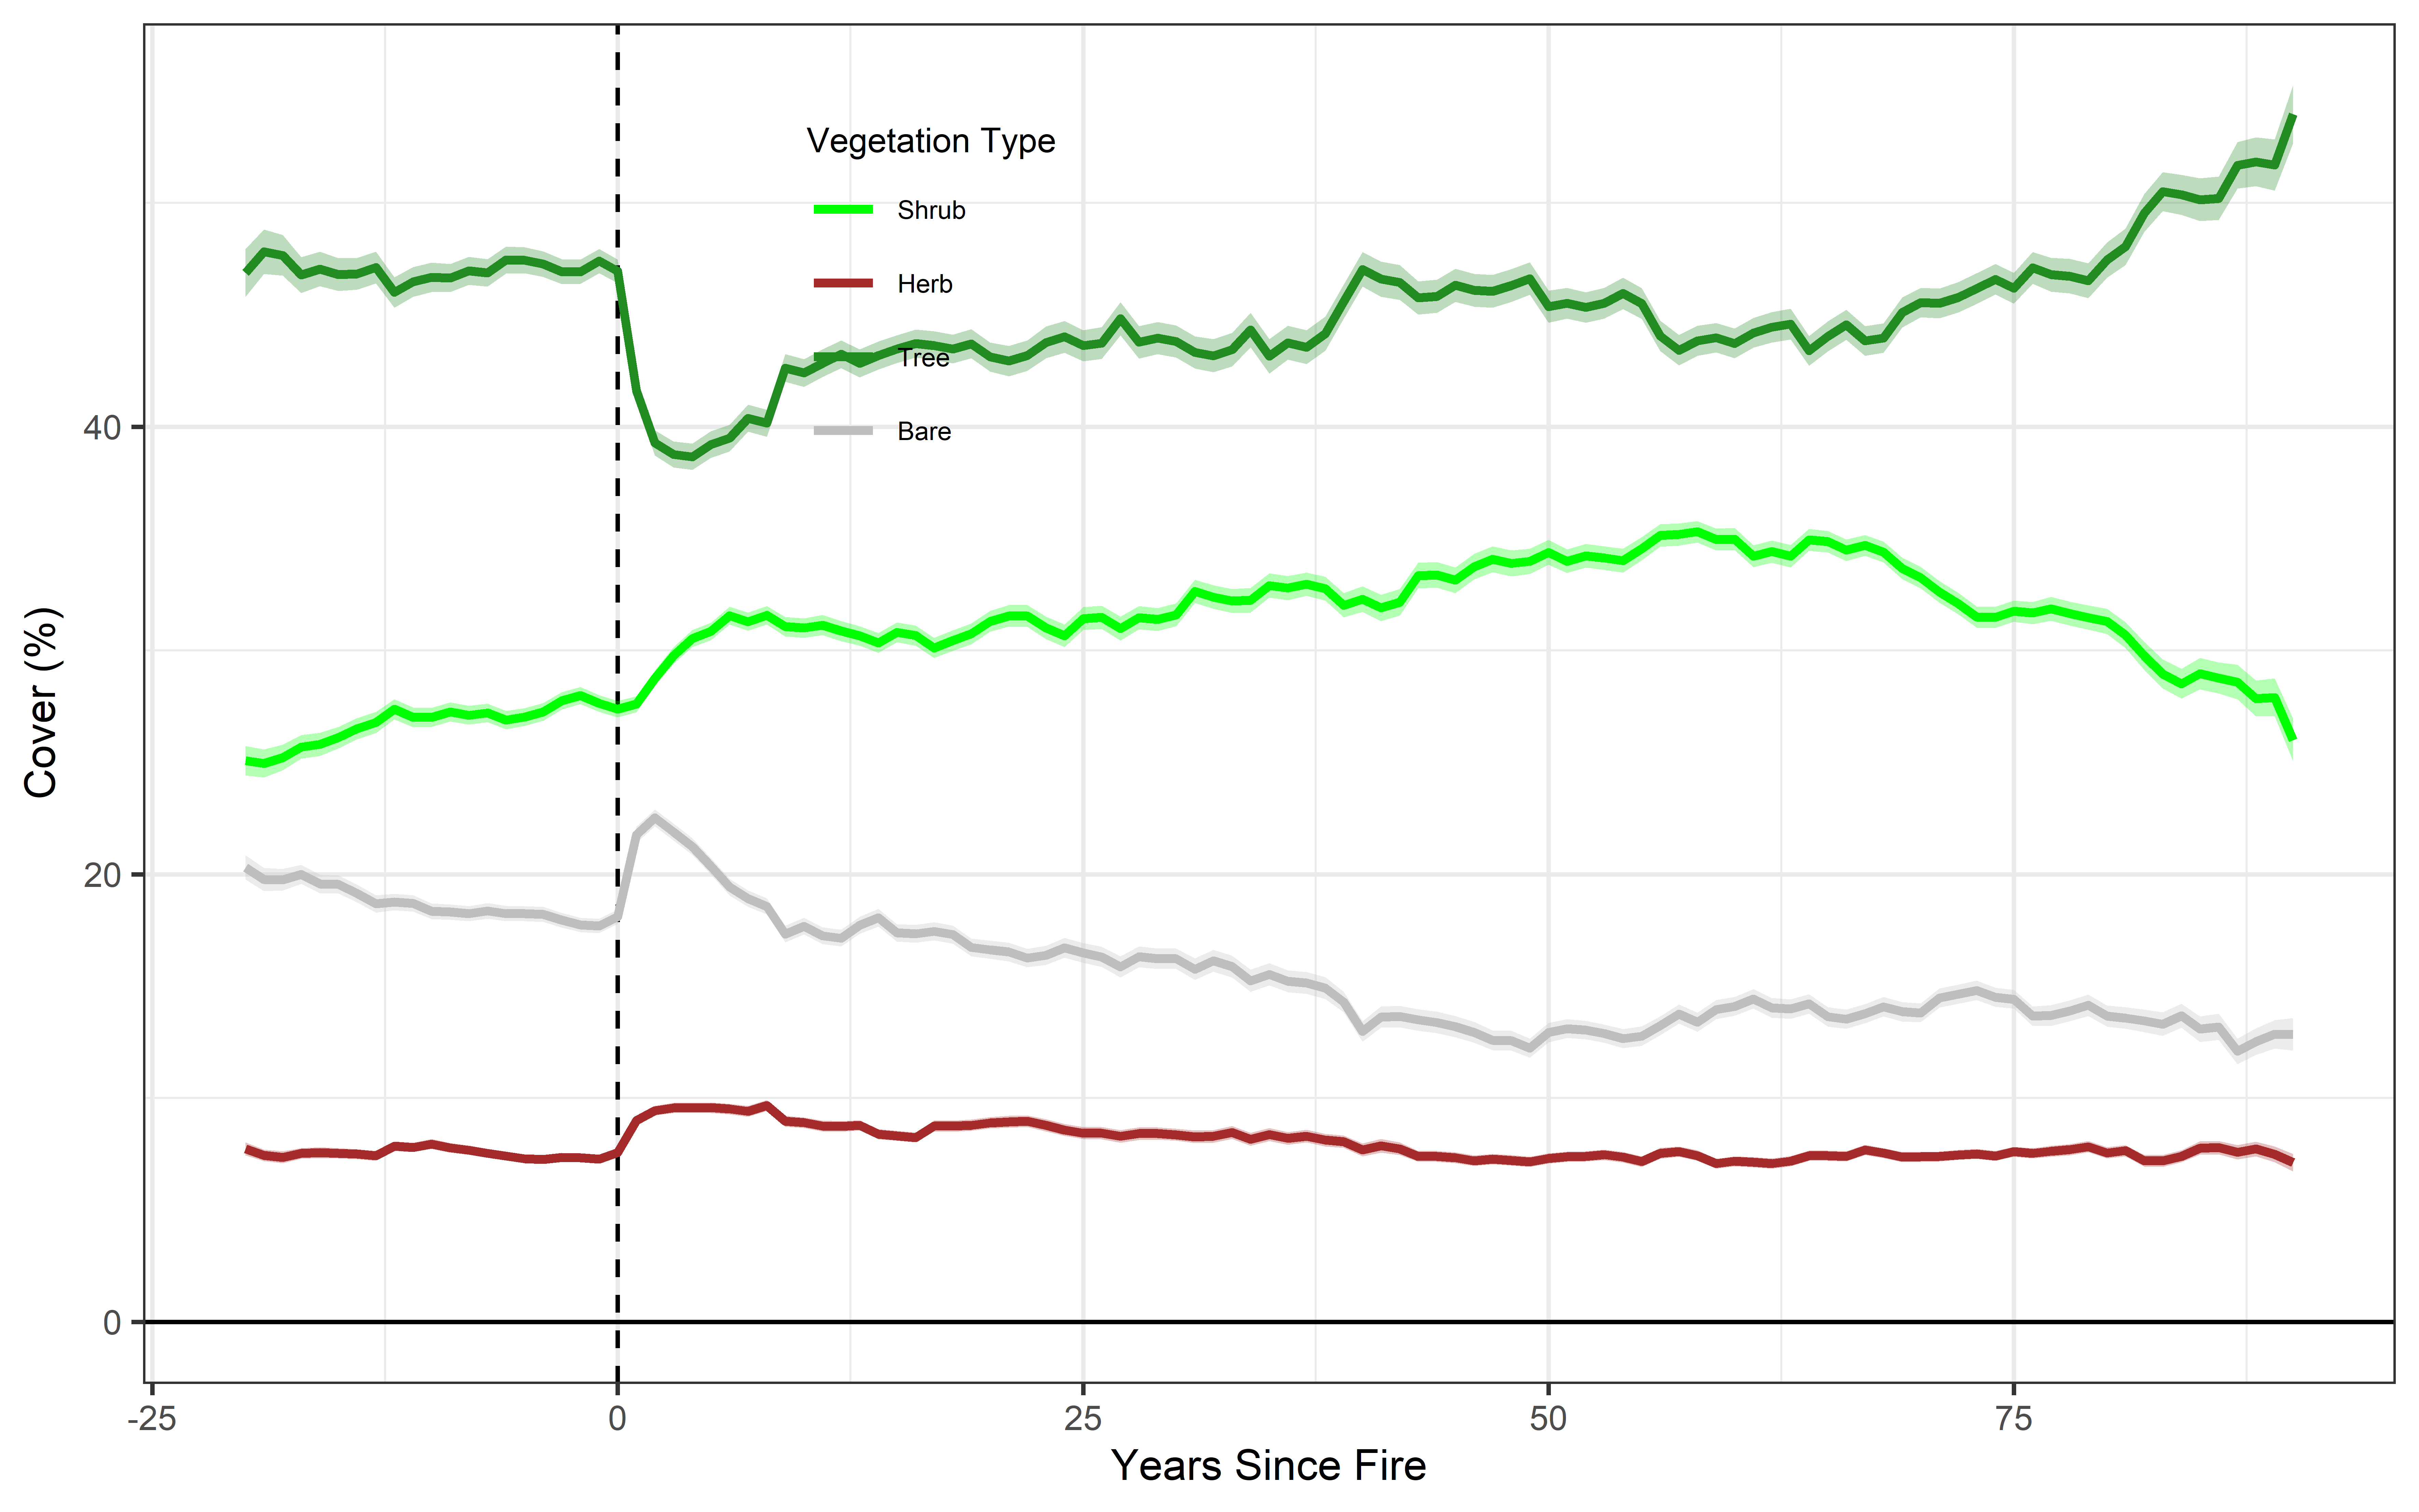 Vegetation Type
Shrub
Herb
Tree
Bare
Cover (%)
40
20
0
-25
0
25
50
75
Years Since Fire